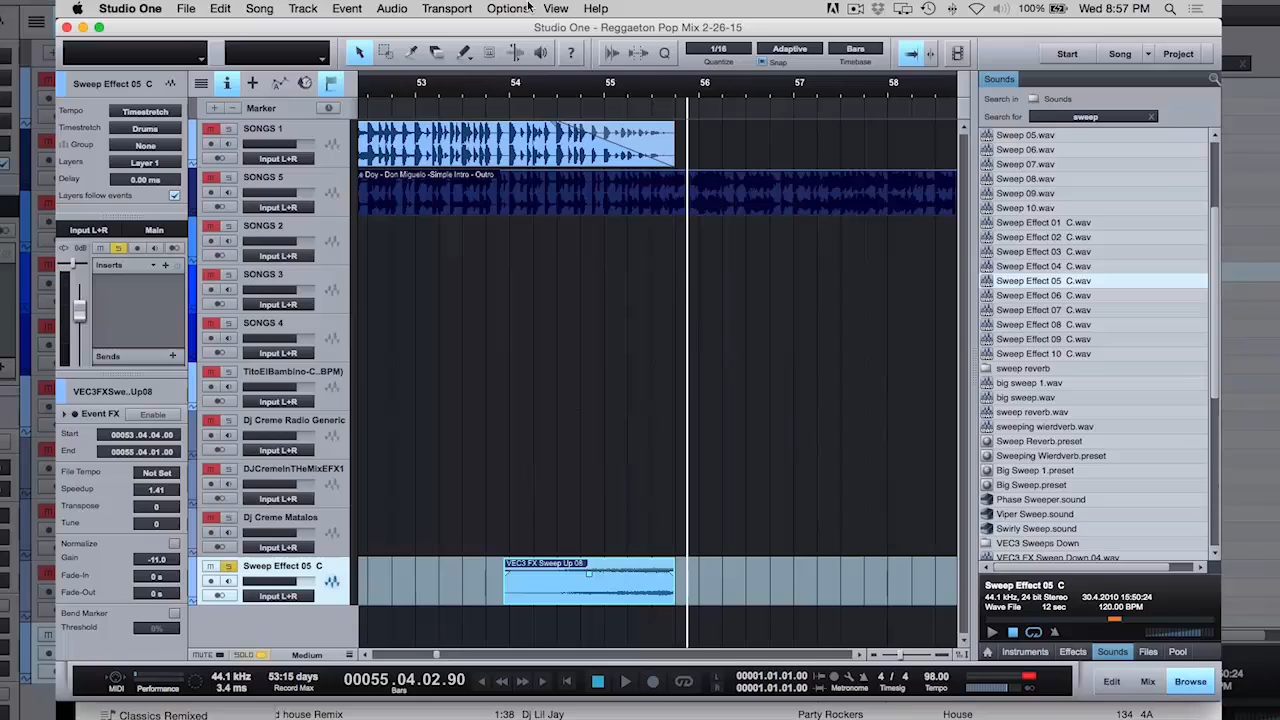 Studio One File Edit Song Track Event Audio Transport Options View Help 100% Wed 8:57 PM
Studio One - Reggaeton Pop Mix 2-26-15
1/16 Quantize Adaptive Snap Bars Timebase Start Song Project
Sweep Effect 05 C
53 54 55 56 57 58
Sounds
Search in Sounds
Search for sweep
Tempo Timestretch
Timestretch Drums
Group None
Layers Layer 1
Delay 0.00 ms
Layers follow events
Input L+R Main
0dB M S
Inserts
Sends
VEC3FXSwe..Up08
Event FX Enable
Start 00053 .04.04.00
End 00055 .04.01.00
File Tempo Not Set
Speedup 1.41
Transpose 0
Tune 0
Normalize
Gain -11.0
Fade-In 0 s
Fade-Out 0 s
Bend Marker
Threshold 0%
Marker
SONGS 1
Input L+R
SONGS 5
Input L+R
SONGS 2
Input L+R
SONGS 3
Input L+R
SONGS 4
Input L+R
TitoElBambino-C..BPM)
Input L+R
Dj Creme Radio Generic
Input L+R
DJCremeInTHeMixEFX1
Input L+R
Dj Creme Matalos
Input L+R
Sweep Effect 05 C
Input L+R
e Doy - Don Miguelo -Simple Intro - Outro
VEC3 FX Sweep Up 08
Sweep 05.wav
Sweep 06.wav
Sweep 07.wav
Sweep 08.wav
Sweep 09.wav
Sweep 10.wav
Sweep Effect 01 C.wav
Sweep Effect 02 C.wav
Sweep Effect 03 C.wav
Sweep Effect 04 C.wav
Sweep Effect 05 C.wav
Sweep Effect 06 C.wav
Sweep Effect 07 C.wav
Sweep Effect 08 C.wav
Sweep Effect 09 C.wav
Sweep Effect 10 C.wav
sweep reverb
big sweep 1.wav
big sweep.wav
sweep reverb.wav
sweeping wierdverb.wav
Sweep Reverb.preset
Sweeping Wierdverb.preset
Big Sweep 1.preset
Big Sweep.preset
Phase Sweeper.sound
Viper Sweep.sound
Swirly Sweep.sound
VEC3 Sweeps Down
VEC3 FX Sweep Down 04.wav
Sweep Effect 05 C
44.1 kHz, 24 bit Stereo 30.4.2010 15:50:24
Wave File 12 sec 120.00 BPM
Instruments Effects Sounds Files Pool
MUTE SOLO Medium
MIDI Performance 44.1 kHz 3.4 ms 53:15 days Record Max 00055.04.02.90 Bars L 00001.01.01.00 R 00001.01.01.00 Metronome 4 / 4 Timesig 98.00 Tempo Edit Mix Browse
50:24
Classics Remixed d house Remix 1:38 Dj Lil Jay Party Rockers House 134 4A